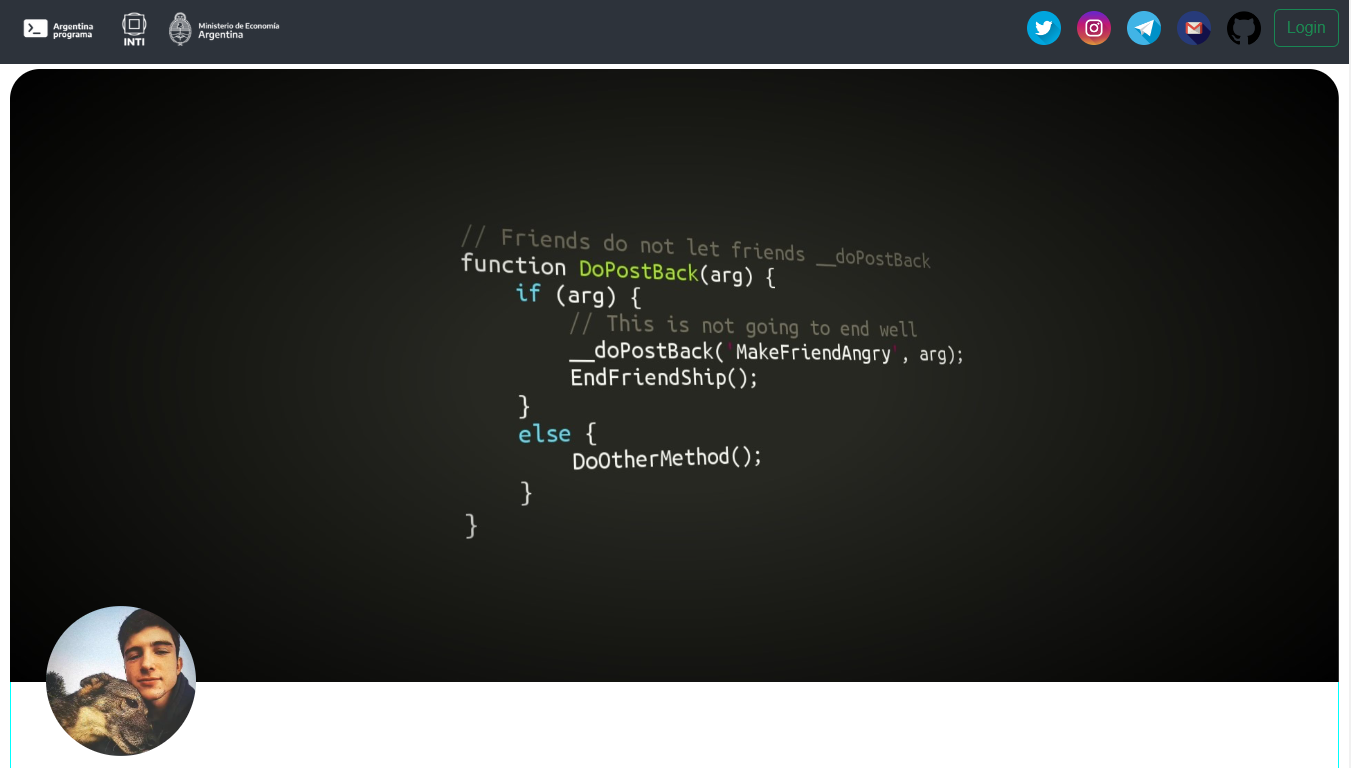 Argentina
programa
INTI
Ministerio de Economía
Argentina
Login
// Friends do not let friends __doPostBack
function DoPostBack(arg) {
if (arg) {
// This is not going to end well
__doPostBack('MakeFriendAngry', arg);
EndFriendShip();
}
else {
DoOtherMethod();
}
}